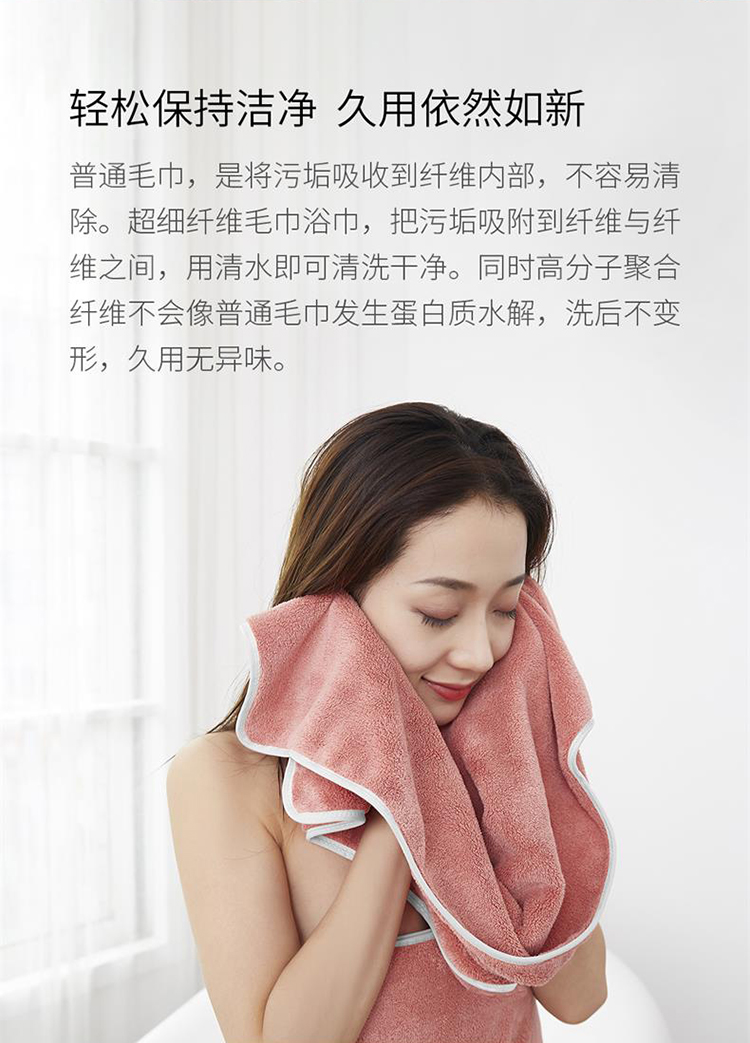 轻松保持洁净 久用依然如新
普通毛巾，是将污垢吸收到纤维内部，不容易清
除。超细纤维毛巾浴巾，把污垢吸附到纤维与纤
维之间，用清水即可清洗干净。同时高分子聚合
纤维不会像普通毛巾发生蛋白质水解，洗后不变
形，久用无异味。